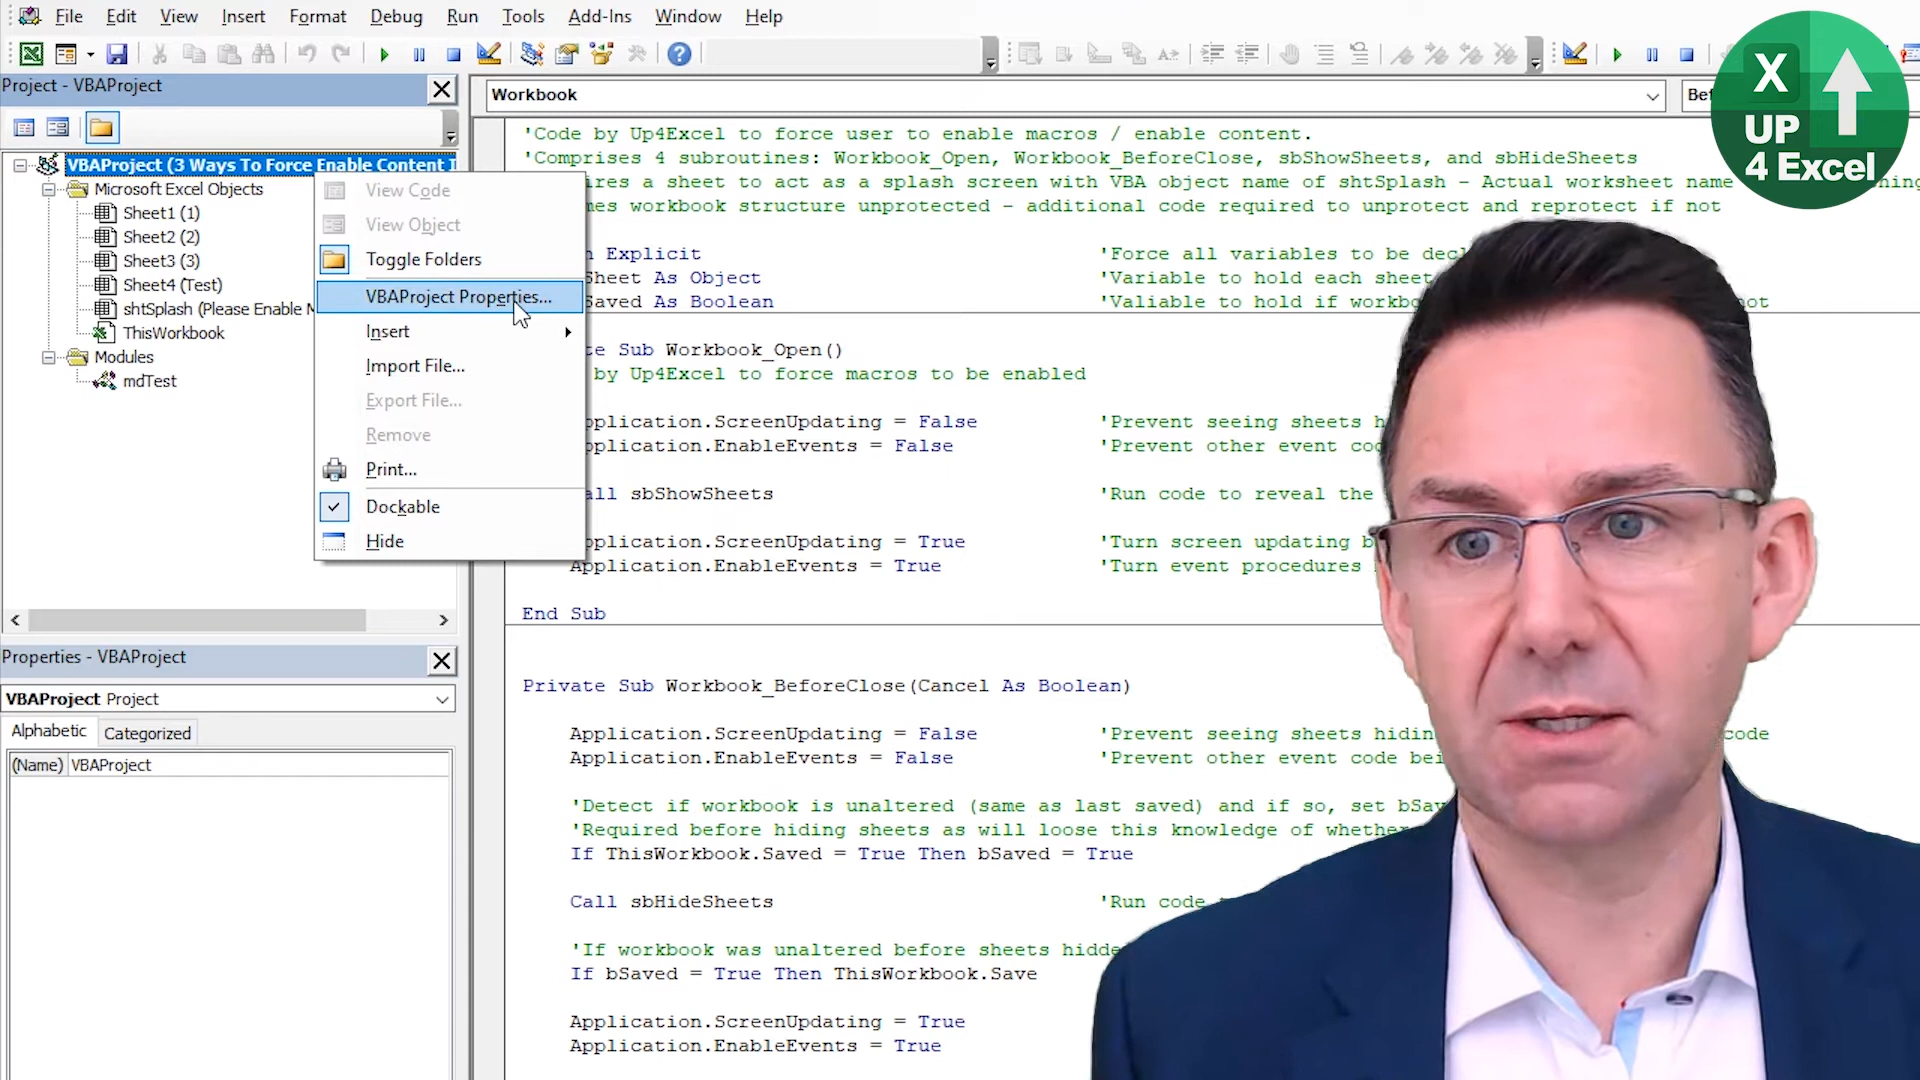 File Edit View Insert Format Debug Run Tools Add-Ins Window Help
Project - VBAProject
VBAProject (3 Ways To Force Enable Content I
Microsoft Excel Objects
Sheet1 (1)
Sheet2 (2)
Sheet3 (3)
Sheet4 (Test)
shtSplash (Please Enable M
ThisWorkbook
Modules
mdTest
View Code
View Object
Toggle Folders
VBAProject Properties...
Insert
Import File...
Export File...
Remove
Print...
Dockable
Hide
Properties - VBAProject
VBAProject Project
Alphabetic Categorized
(Name) VBAProject
Workbook
Bef
X
UP
4 Excel
'Code by Up4Excel to force user to enable macros / enable content.
'Comprises 4 subroutines: Workbook_Open, Workbook_BeforeClose, sbShowSheets, and sbHideSheets
ires a sheet to act as a splash screen with VBA object name of shtSplash - Actual worksheet name
mes workbook structure unprotected - additional code required to unprotect and reprotect if not
n Explicit 'Force all variables to be decl
Sheet As Object 'Variable to hold each sheet
Saved As Boolean 'Valiable to hold if workbo not
te Sub Workbook_Open()
by Up4Excel to force macros to be enabled
pplication.ScreenUpdating = False 'Prevent seeing sheets h
pplication.EnableEvents = False 'Prevent other event cod
all sbShowSheets 'Run code to reveal the
pplication.ScreenUpdating = True 'Turn screen updating b
Application.EnableEvents = True 'Turn event procedures
End Sub
Private Sub Workbook_BeforeClose(Cancel As Boolean)
Application.ScreenUpdating = False 'Prevent seeing sheets hidin code
Application.EnableEvents = False 'Prevent other event code bei
'Detect if workbook is unaltered (same as last saved) and if so, set bSav
'Required before hiding sheets as will loose this knowledge of whether
If ThisWorkbook.Saved = True Then bSaved = True
Call sbHideSheets 'Run code
'If workbook was unaltered before sheets hidde
If bSaved = True Then ThisWorkbook.Save
Application.ScreenUpdating = True
Application.EnableEvents = True